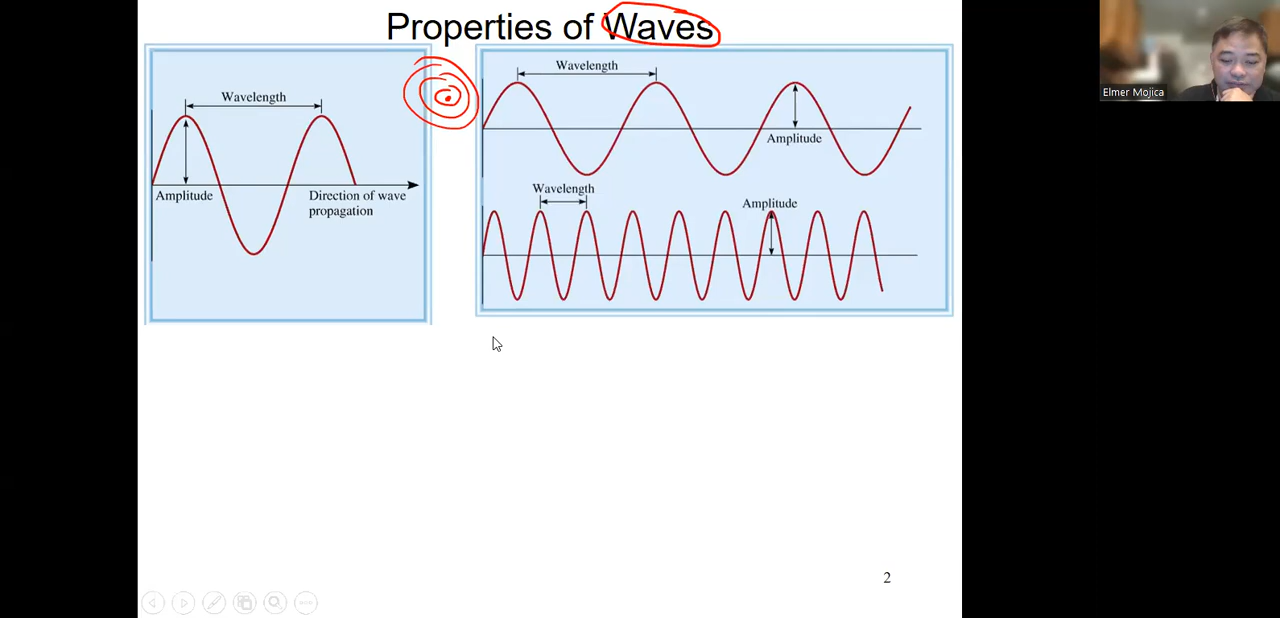 Properties of Waves
Wavelength
Amplitude
Direction of wave
propagation
Wavelength
Amplitude
Wavelength
Amplitude
2
Elmer Mojica